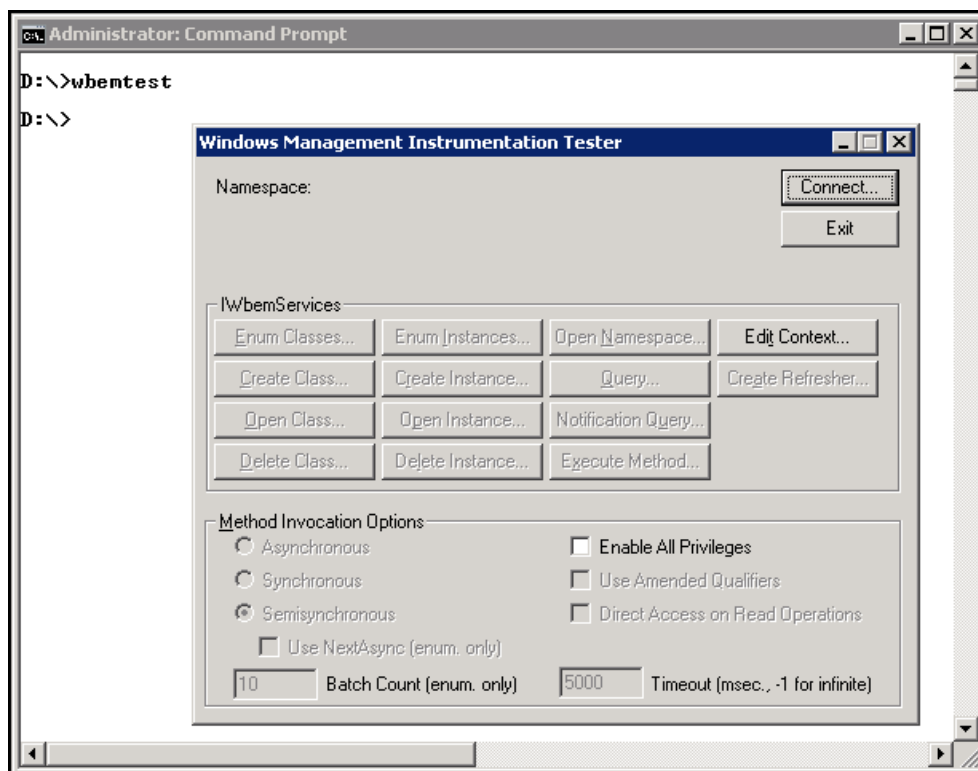 Administrator: Command Prompt
D:\>wbemtest
D:\>
Windows Management Instrumentation Tester
Namespace:
Connect...
Exit
IWbemServices
Enum Classes... Enum Instances... Open Namespace... Edit Context...
Create Class... Create Instance... Query... Create Refresher...
Open Class... Open Instance... Notification Query...
Delete Class... Delete Instance... Execute Method...
Method Invocation Options
Asynchronous Enable All Privileges
Synchronous Use Amended Qualifiers
Semisynchronous Direct Access on Read Operations
Use NextAsync (enum. only)
10 Batch Count (enum. only) 5000 Timeout (msec., -1 for infinite)